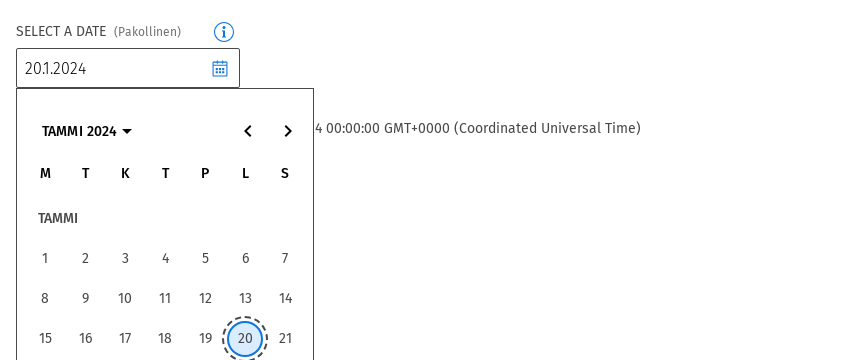 SELECT A DATE (Pakollinen)
20.1.2024
TAMMI 2024
4 00:00:00 GMT+0000 (Coordinated Universal Time)
M T K T P L S
TAMMI
1 2 3 4 5 6 7
8 9 10 11 12 13 14
15 16 17 18 19 20 21